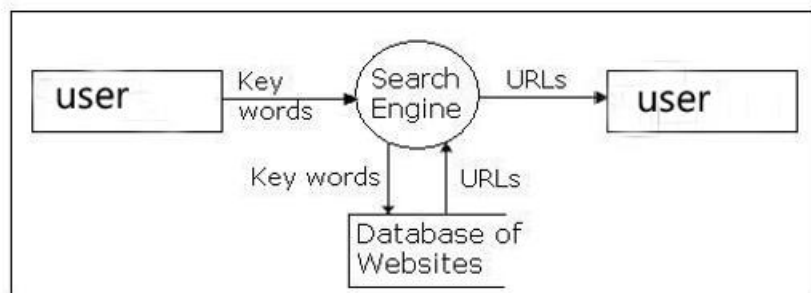 user
Key
words
Search
Engine
URLs
user
Key words
URLs
Database of
Websites